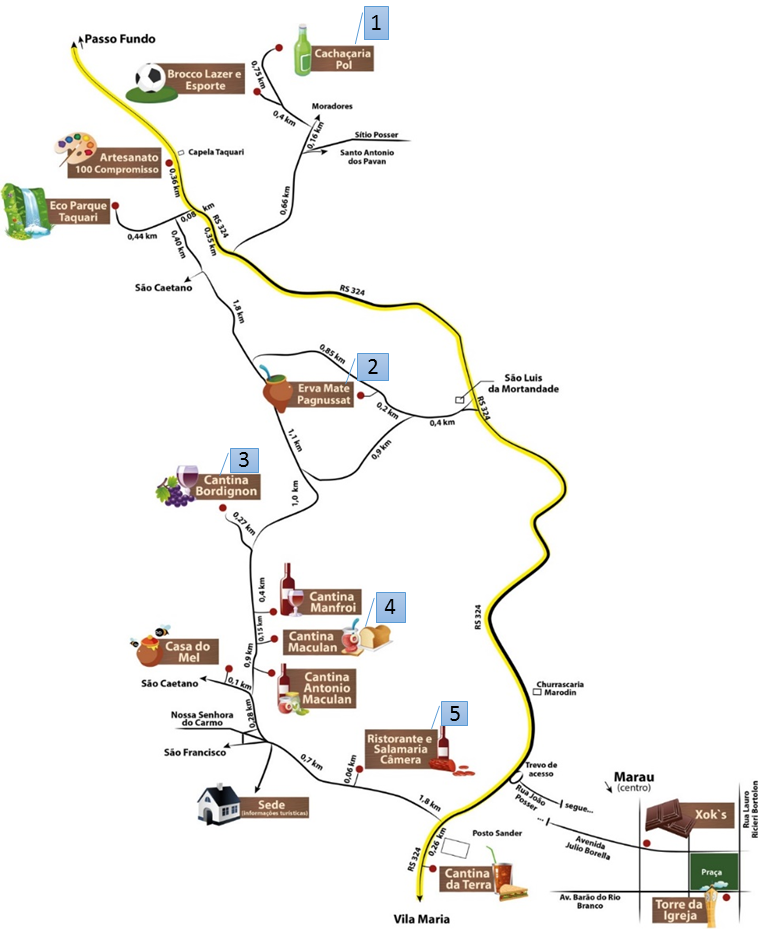 1
Passo Fundo
Cachaçaria
Pol
0,75 km
Brocco Lazer e
Esporte
0,4 km
Moradores
0,16 km
Sítio Posser
Santo Antonio
dos Pavan
Capela Taquari
Artesanato
100 Compromisso
0,36 km
0,66 km
Eco Parque
Taquari
0,08 km
RS 324
0,35 km
0,44 km
0,40 km
São Caetano
RS 324
1,8 km
0,85 km
2
Erva Mate
Pagnussat
São Luis
da Mortandade
0,2 km
0,4 km
RS 324
1,1 km
0,9 km
3
Cantina
Bordignon
1,0 km
0,27 km
0,4 km
Cantina
Manfroi
4
0,15 km
Cantina
Maculan
RS 324
Casa do
Mel
0,9 km
Cantina
Antonio
Maculan
São Caetano
0,1 km
Churrascaria
Marodin
Nossa Senhora
do Carmo
0,28 km
5
Ristorante e
Salamaria
Câmera
São Francisco
0,7 km
0,06 km
Trevo de
acesso
Marau
(centro)
Sede
(informações turísticas)
1,8 km
Rua João
Posser
segue...
...
Avenida
Julio Borella
Xok`s
Rua Lauro
Ricieri Bortolon
RS 324
0,26 km
Posto Sander
Cantina
da Terra
Praça
Av. Barão do Rio
Branco
Torre da
Igreja
Vila Maria